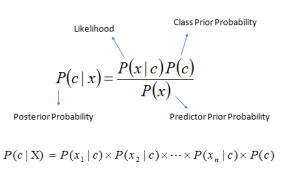 Likelihood
Class Prior Probability
P(c | x) = P(x | c)P(c) / P(x)
Posterior Probability
Predictor Prior Probability
P(c | X) = P(x₁ | c) × P(x₂ | c) × ⋯ × P(xₙ | c) × P(c)